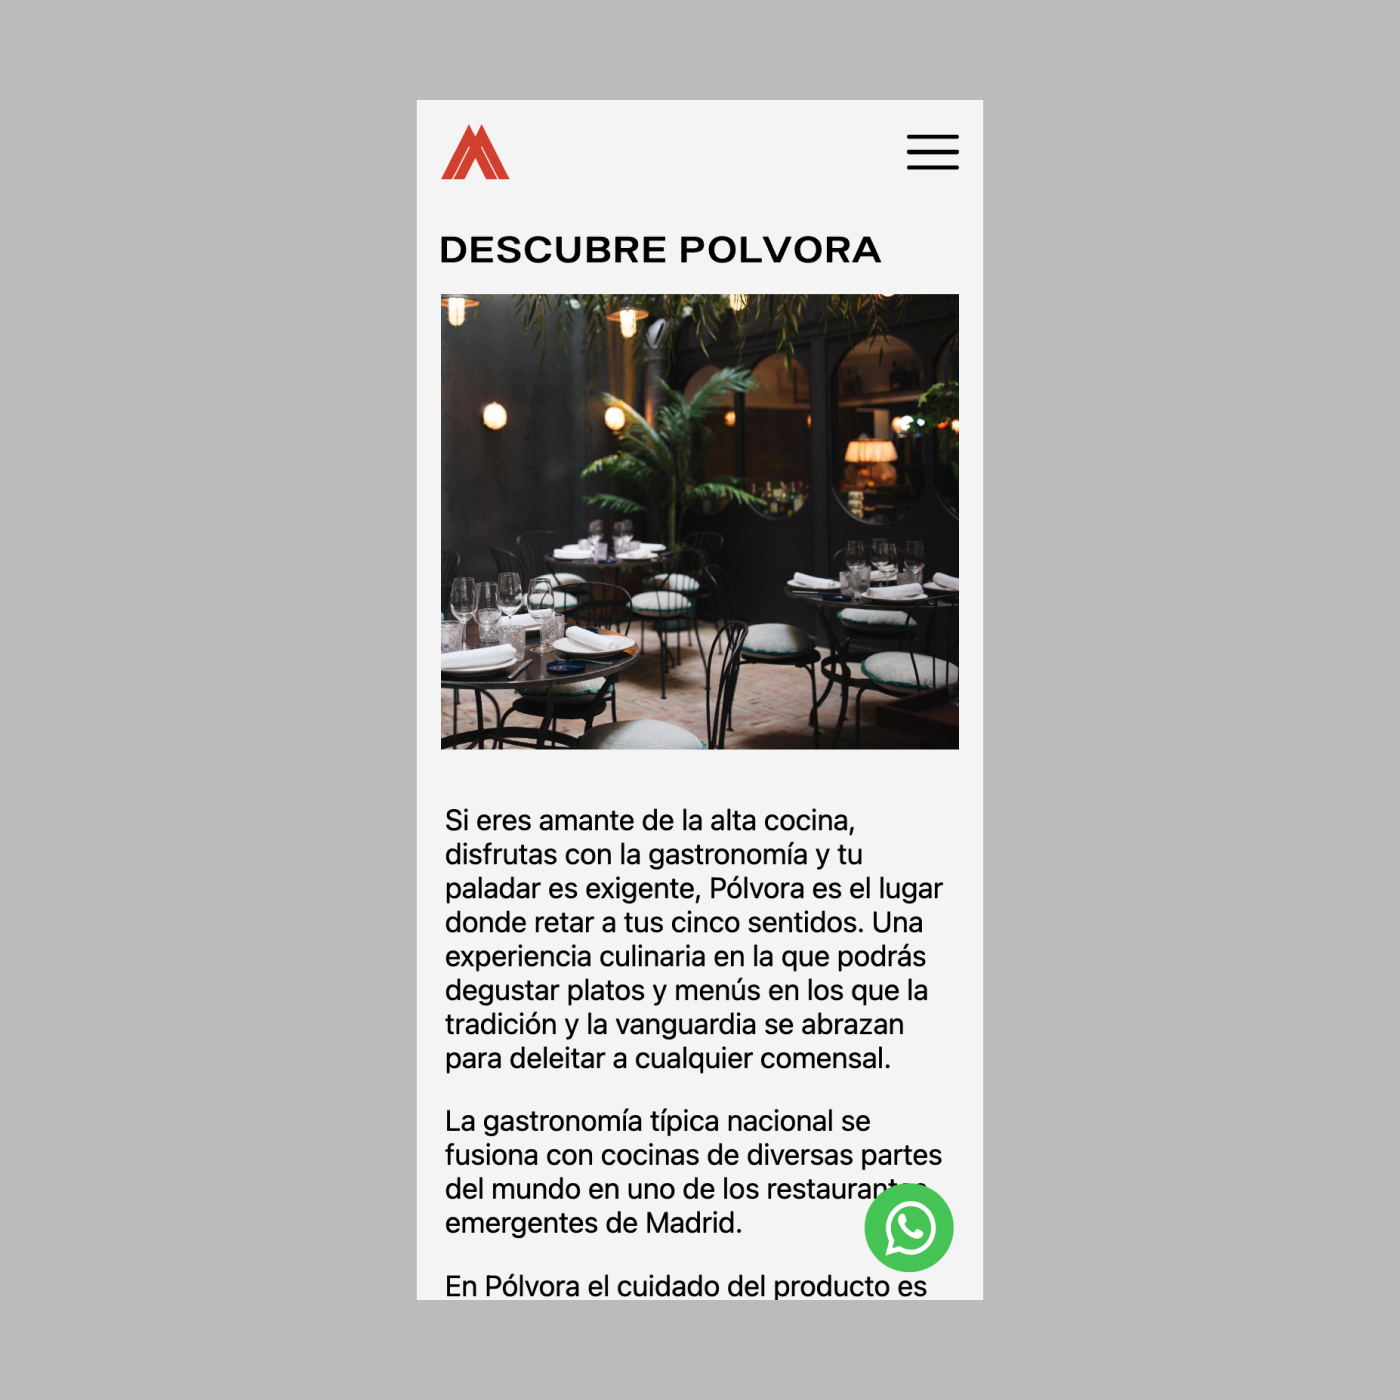 DESCUBRE POLVORA
Si eres amante de la alta cocina,
disfrutas con la gastronomía y tu
paladar es exigente, Pólvora es el lugar
donde retar a tus cinco sentidos. Una
experiencia culinaria en la que podrás
degustar platos y menús en los que la
tradición y la vanguardia se abrazan
para deleitar a cualquier comensal.
La gastronomía típica nacional se
fusiona con cocinas de diversas partes
del mundo en uno de los restaurantes
emergentes de Madrid.
En Pólvora el cuidado del producto es